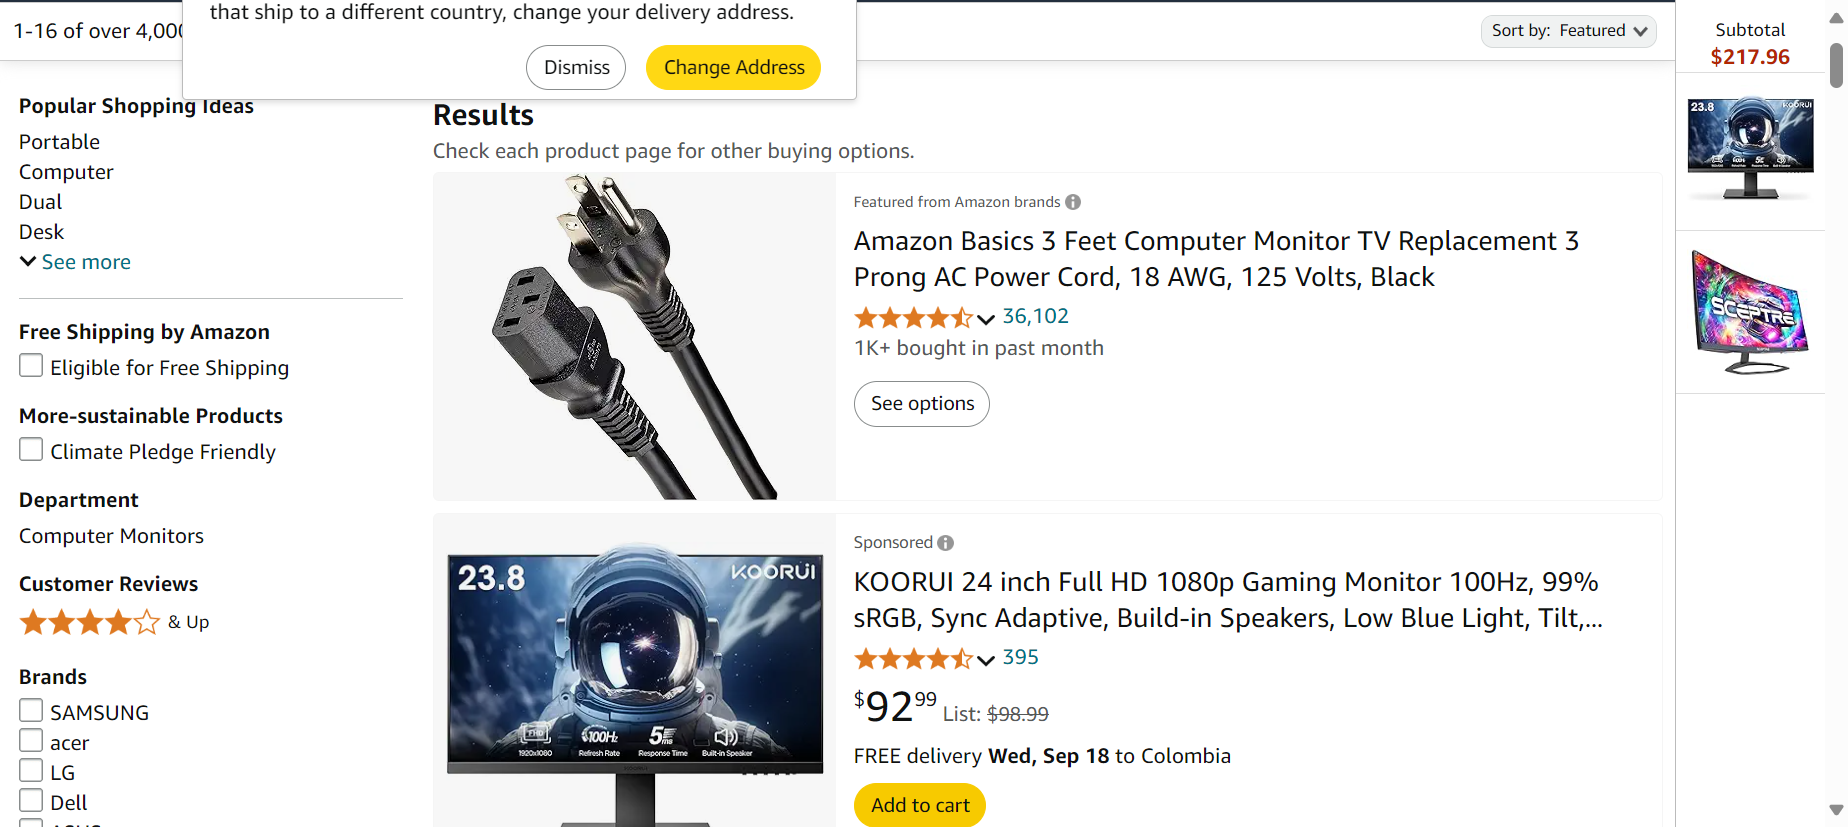 that ship to a different country, change your delivery address.
Dismiss
Change Address
1-16 of over 4,000
Sort by: Featured
Subtotal
$217.96
Popular Shopping Ideas
Portable
Computer
Dual
Desk
See more
Free Shipping by Amazon
Eligible for Free Shipping
More-sustainable Products
Climate Pledge Friendly
Department
Computer Monitors
Customer Reviews
& Up
Brands
SAMSUNG
acer
LG
Dell
Results
Check each product page for other buying options.
Featured from Amazon brands
Amazon Basics 3 Feet Computer Monitor TV Replacement 3
Prong AC Power Cord, 18 AWG, 125 Volts, Black
36,102
1K+ bought in past month
See options
23.8
KOORUI
FHD
1920x1080
100Hz
Refresh Rate
5ms
Response Time
Built-in Speaker
Sponsored
KOORUI 24 inch Full HD 1080p Gaming Monitor 100Hz, 99%
sRGB, Sync Adaptive, Build-in Speakers, Low Blue Light, Tilt,...
395
$92.99 List: $98.99
FREE delivery Wed, Sep 18 to Colombia
Add to cart
23.8
KOORUI
SCEPTRE